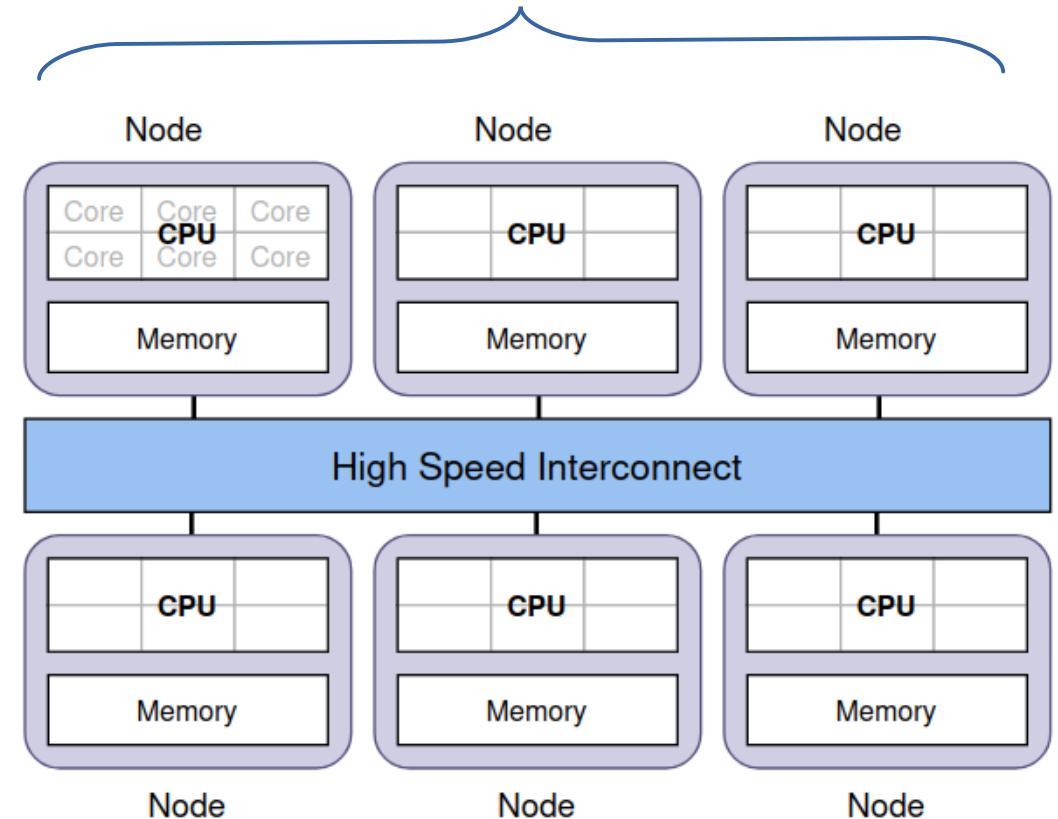 Node Node Node
Core Core Core CPU CPU CPU
Core Core Core
Memory Memory Memory
High Speed Interconnect
CPU CPU CPU
Memory Memory Memory
Node Node Node